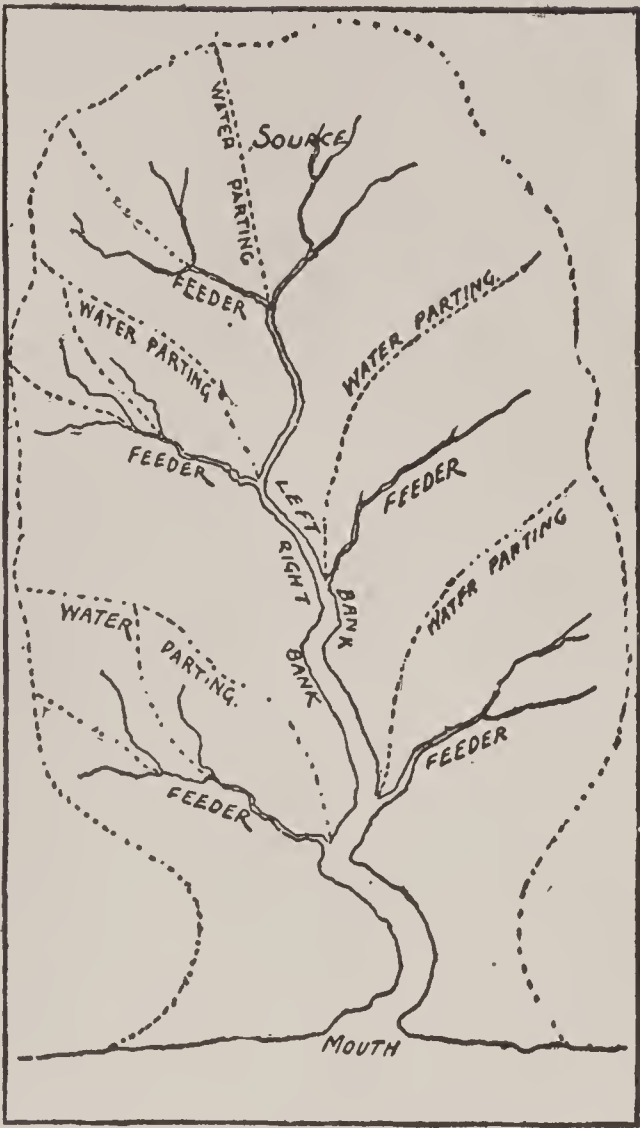 SOURCE
WATER PARTING
FEEDER
WATER PARTING
WATER PARTING.
FEEDER
FEEDER
LEFT BANK
RIGHT BANK
WATER PARTING
WATER PARTING.
FEEDER
FEEDER
MOUTH